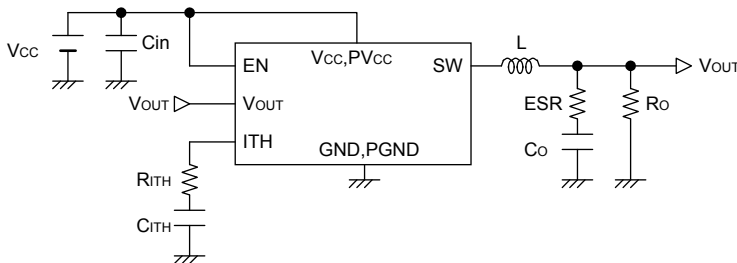 L
VCC
Cin
VCC,PVCC
EN
SW
VOUT
VOUT
VOUT
ESR
RO
ITH
CO
GND,PGND
RITH
CITH